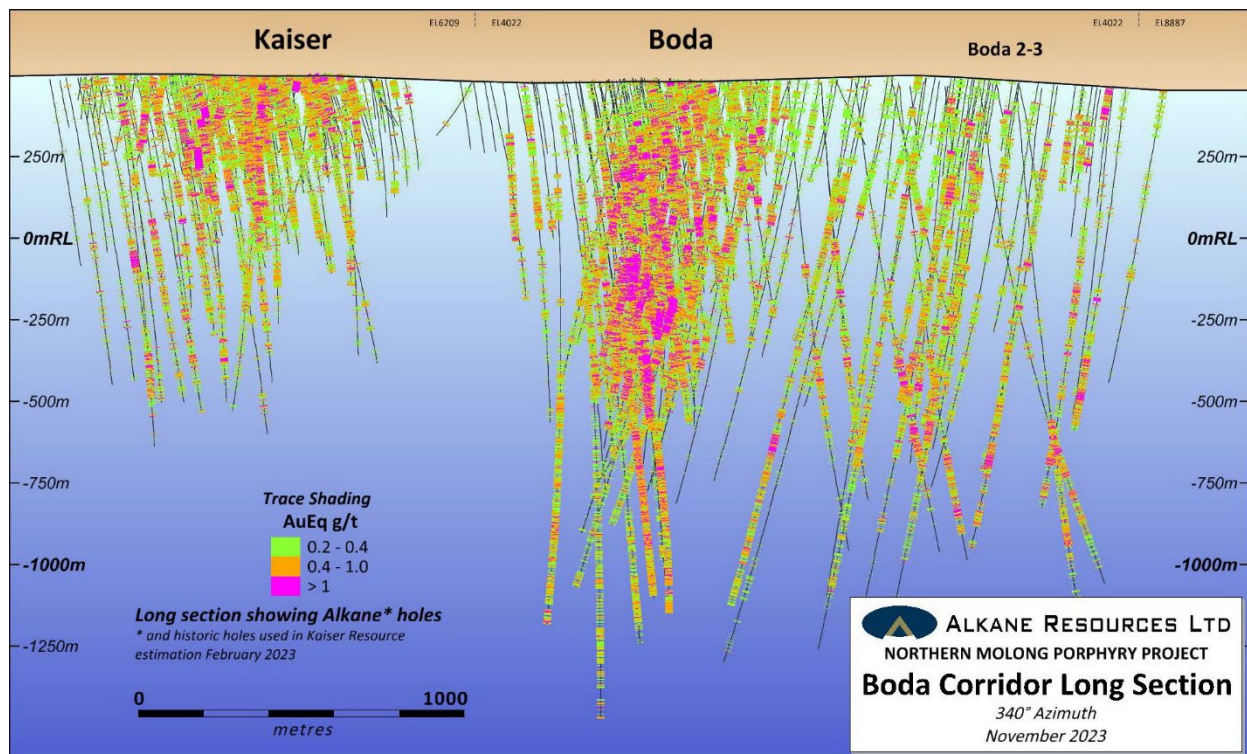 EL6209
EL4022
EL4022
EL8887
Kaiser
Boda
Boda 2-3
250m
250m
0mRL
0mRL
-250m
-250m
-500m
-500m
-750m
-750m
-1000m
-1000m
-1250m
Trace Shading
AuEq g/t
0.2 - 0.4
0.4 - 1.0
> 1
Long section showing Alkane* holes
* and historic holes used in Kaiser Resource
estimation February 2023
0
1000
metres
ALKANE RESOURCES LTD
NORTHERN MOLONG PORPHYRY PROJECT
Boda Corridor Long Section
340° Azimuth
November 2023